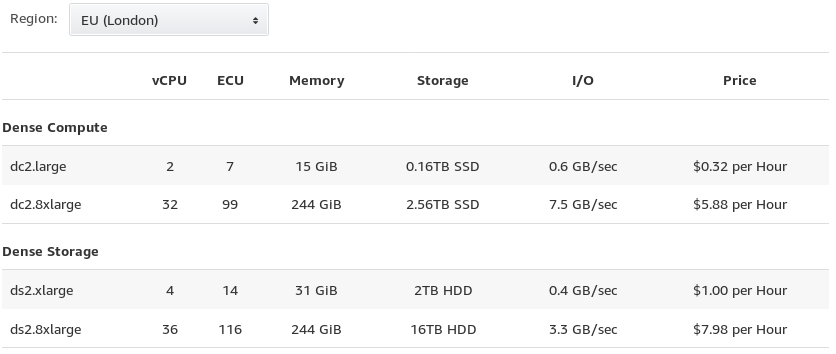 Region: EU (London)
vCPU ECU Memory Storage I/O Price
Dense Compute
dc2.large 2 7 15 GiB 0.16TB SSD 0.6 GB/sec $0.32 per Hour
dc2.8xlarge 32 99 244 GiB 2.56TB SSD 7.5 GB/sec $5.88 per Hour
Dense Storage
ds2.xlarge 4 14 31 GiB 2TB HDD 0.4 GB/sec $1.00 per Hour
ds2.8xlarge 36 116 244 GiB 16TB HDD 3.3 GB/sec $7.98 per Hour